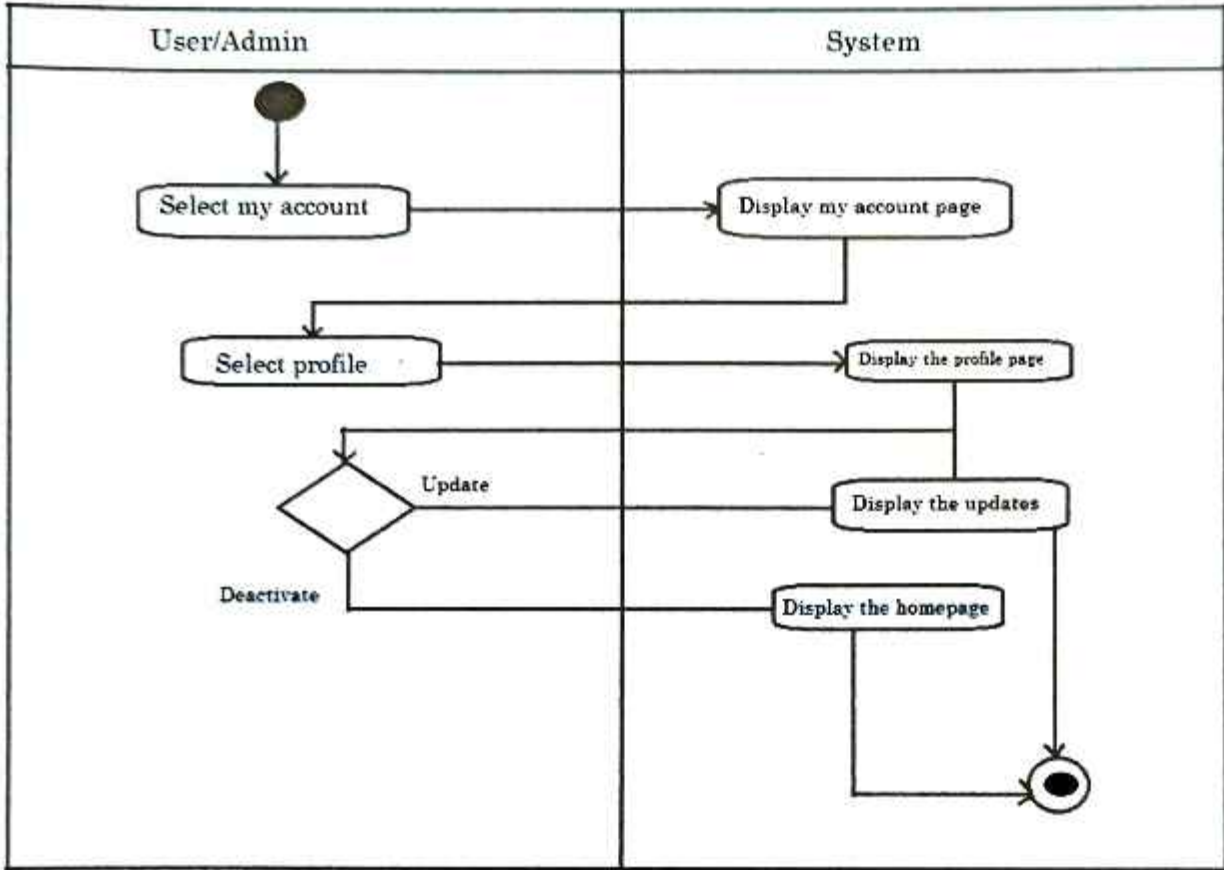 User/Admin
System
Select my account
Display my account page
Select profile
Display the profile page
Update
Display the updates
Deactivate
Display the homepage